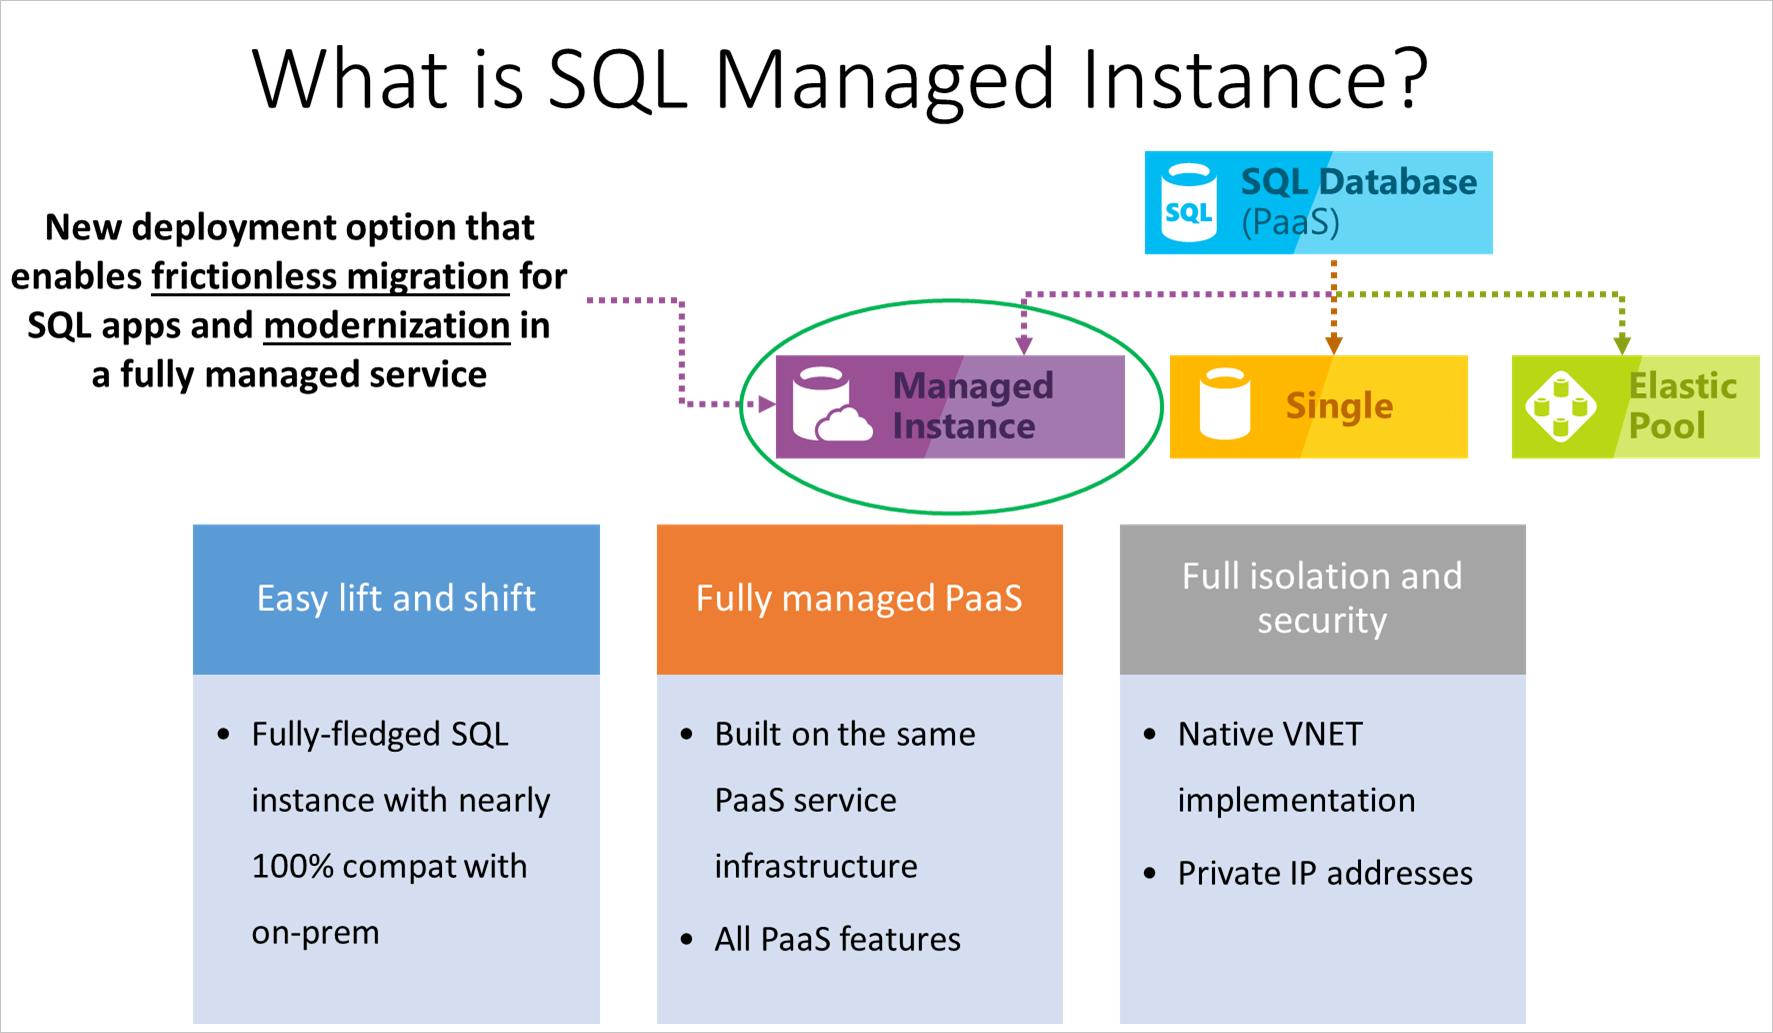 What is SQL Managed Instance?
New deployment option that
enables frictionless migration for
SQL apps and modernization in
a fully managed service
SQL
SQL Database
(PaaS)
Managed
Instance
Single
Elastic
Pool
Easy lift and shift
• Fully-fledged SQL
instance with nearly
100% compat with
on-prem
Fully managed PaaS
• Built on the same
PaaS service
infrastructure
• All PaaS features
Full isolation and
security
• Native VNET
implementation
• Private IP addresses